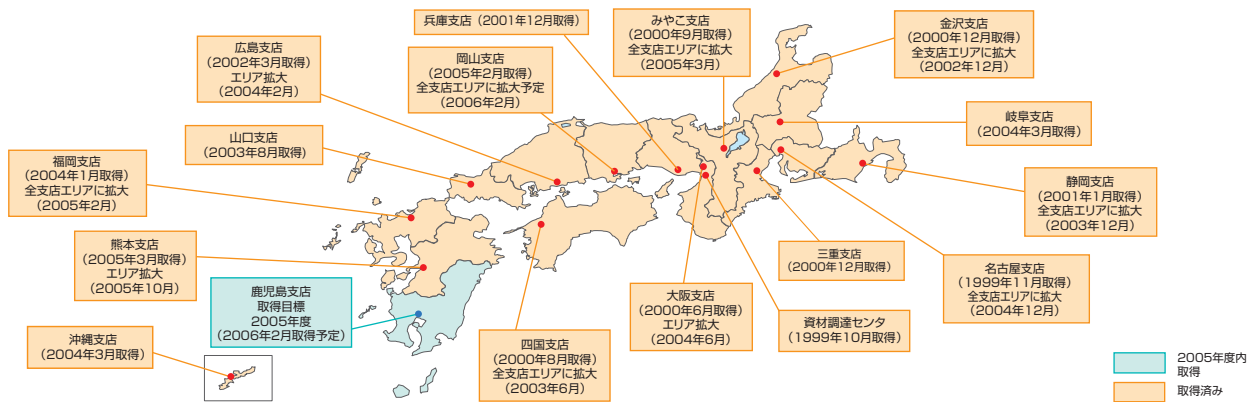 兵庫支店（2001年12月取得）
みやこ支店
（2000年9月取得）
全支店エリアに拡大
（2005年3月）
金沢支店
（2000年12月取得）
全支店エリアに拡大
（2002年12月）
広島支店
（2002年3月取得）
エリア拡大
（2004年2月）
岡山支店
（2005年2月取得）
全支店エリアに拡大予定
（2006年2月）
岐阜支店
（2004年3月取得）
山口支店
（2003年8月取得）
福岡支店
（2004年1月取得）
全支店エリアに拡大
（2005年2月）
静岡支店
（2001年1月取得）
全支店エリアに拡大
（2003年12月）
熊本支店
（2005年3月取得）
エリア拡大
（2005年10月）
三重支店
（2000年12月取得）
名古屋支店
（1999年11月取得）
全支店エリアに拡大
（2004年12月）
鹿児島支店
取得目標
2005年度
（2006年2月取得予定）
大阪支店
（2000年6月取得）
エリア拡大
（2004年6月）
資材調達センタ
（1999年10月取得）
沖縄支店
（2004年3月取得）
四国支店
（2000年8月取得）
全支店エリアに拡大
（2003年6月）
2005年度内
取得
取得済み